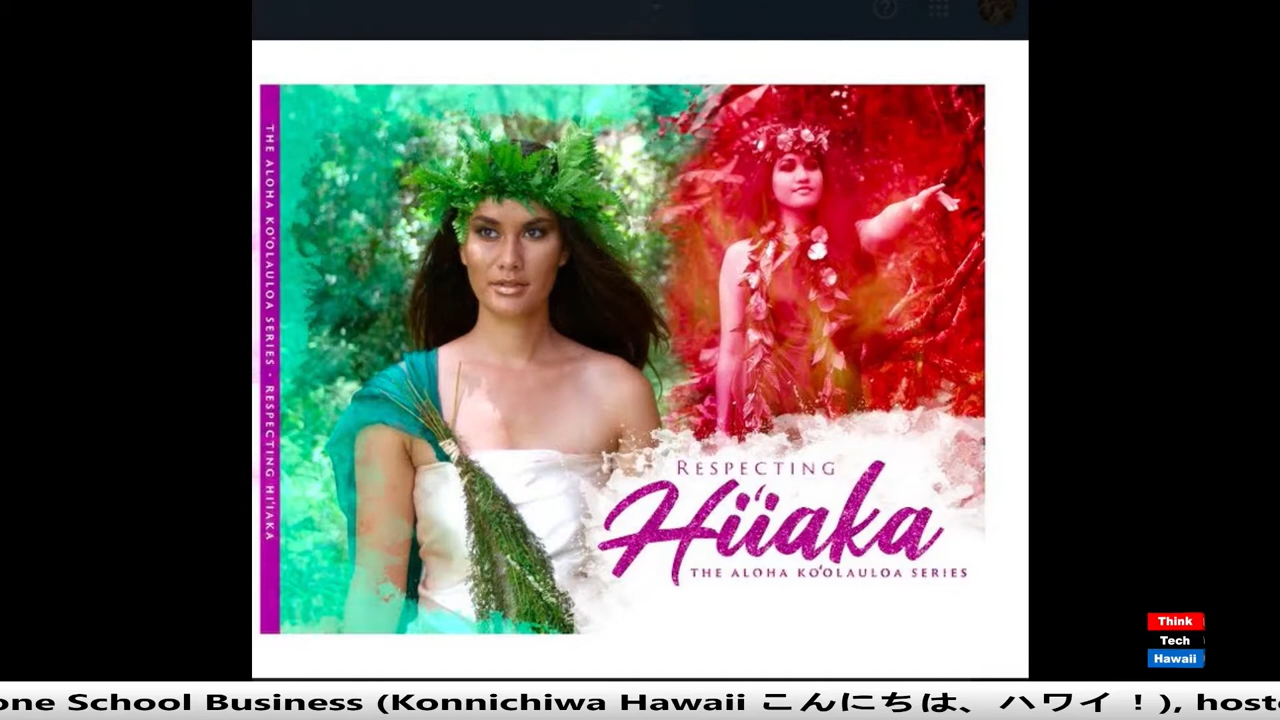 THE ALOHA KO'OLAULOA SERIES • RESPECTING HI'IAKA
RESPECTING
Hi'iaka
THE ALOHA KO'OLAULOA SERIES
Think
Tech
Hawaii
one School Business (Konnichiwa Hawaii こんにちは、ハワイ！), host